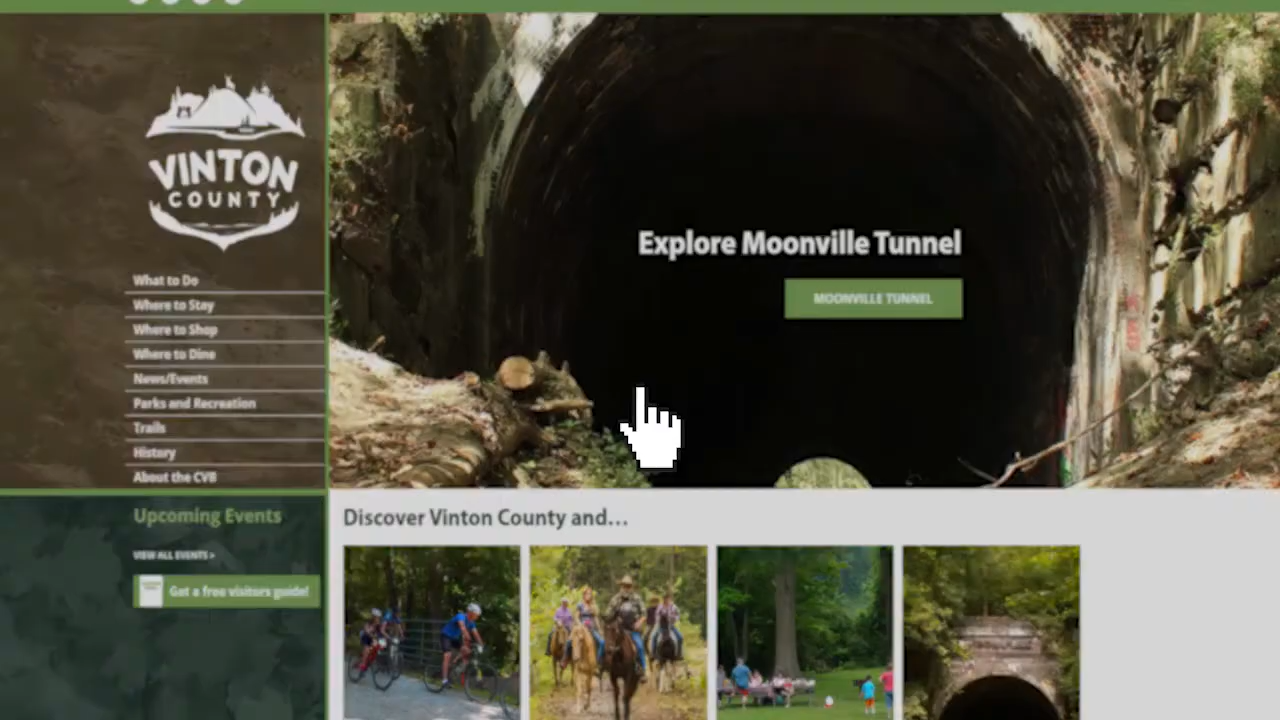 VINTON
COUNTY
What to Do
Where to Stay
Where to Shop
Where to Dine
News/Events
Parks and Recreation
Trails
History
About the CVB
Upcoming Events
VIEW ALL EVENTS >
Get a free visitors guide!
Explore Moonville Tunnel
MOONVILLE TUNNEL
Discover Vinton County and...